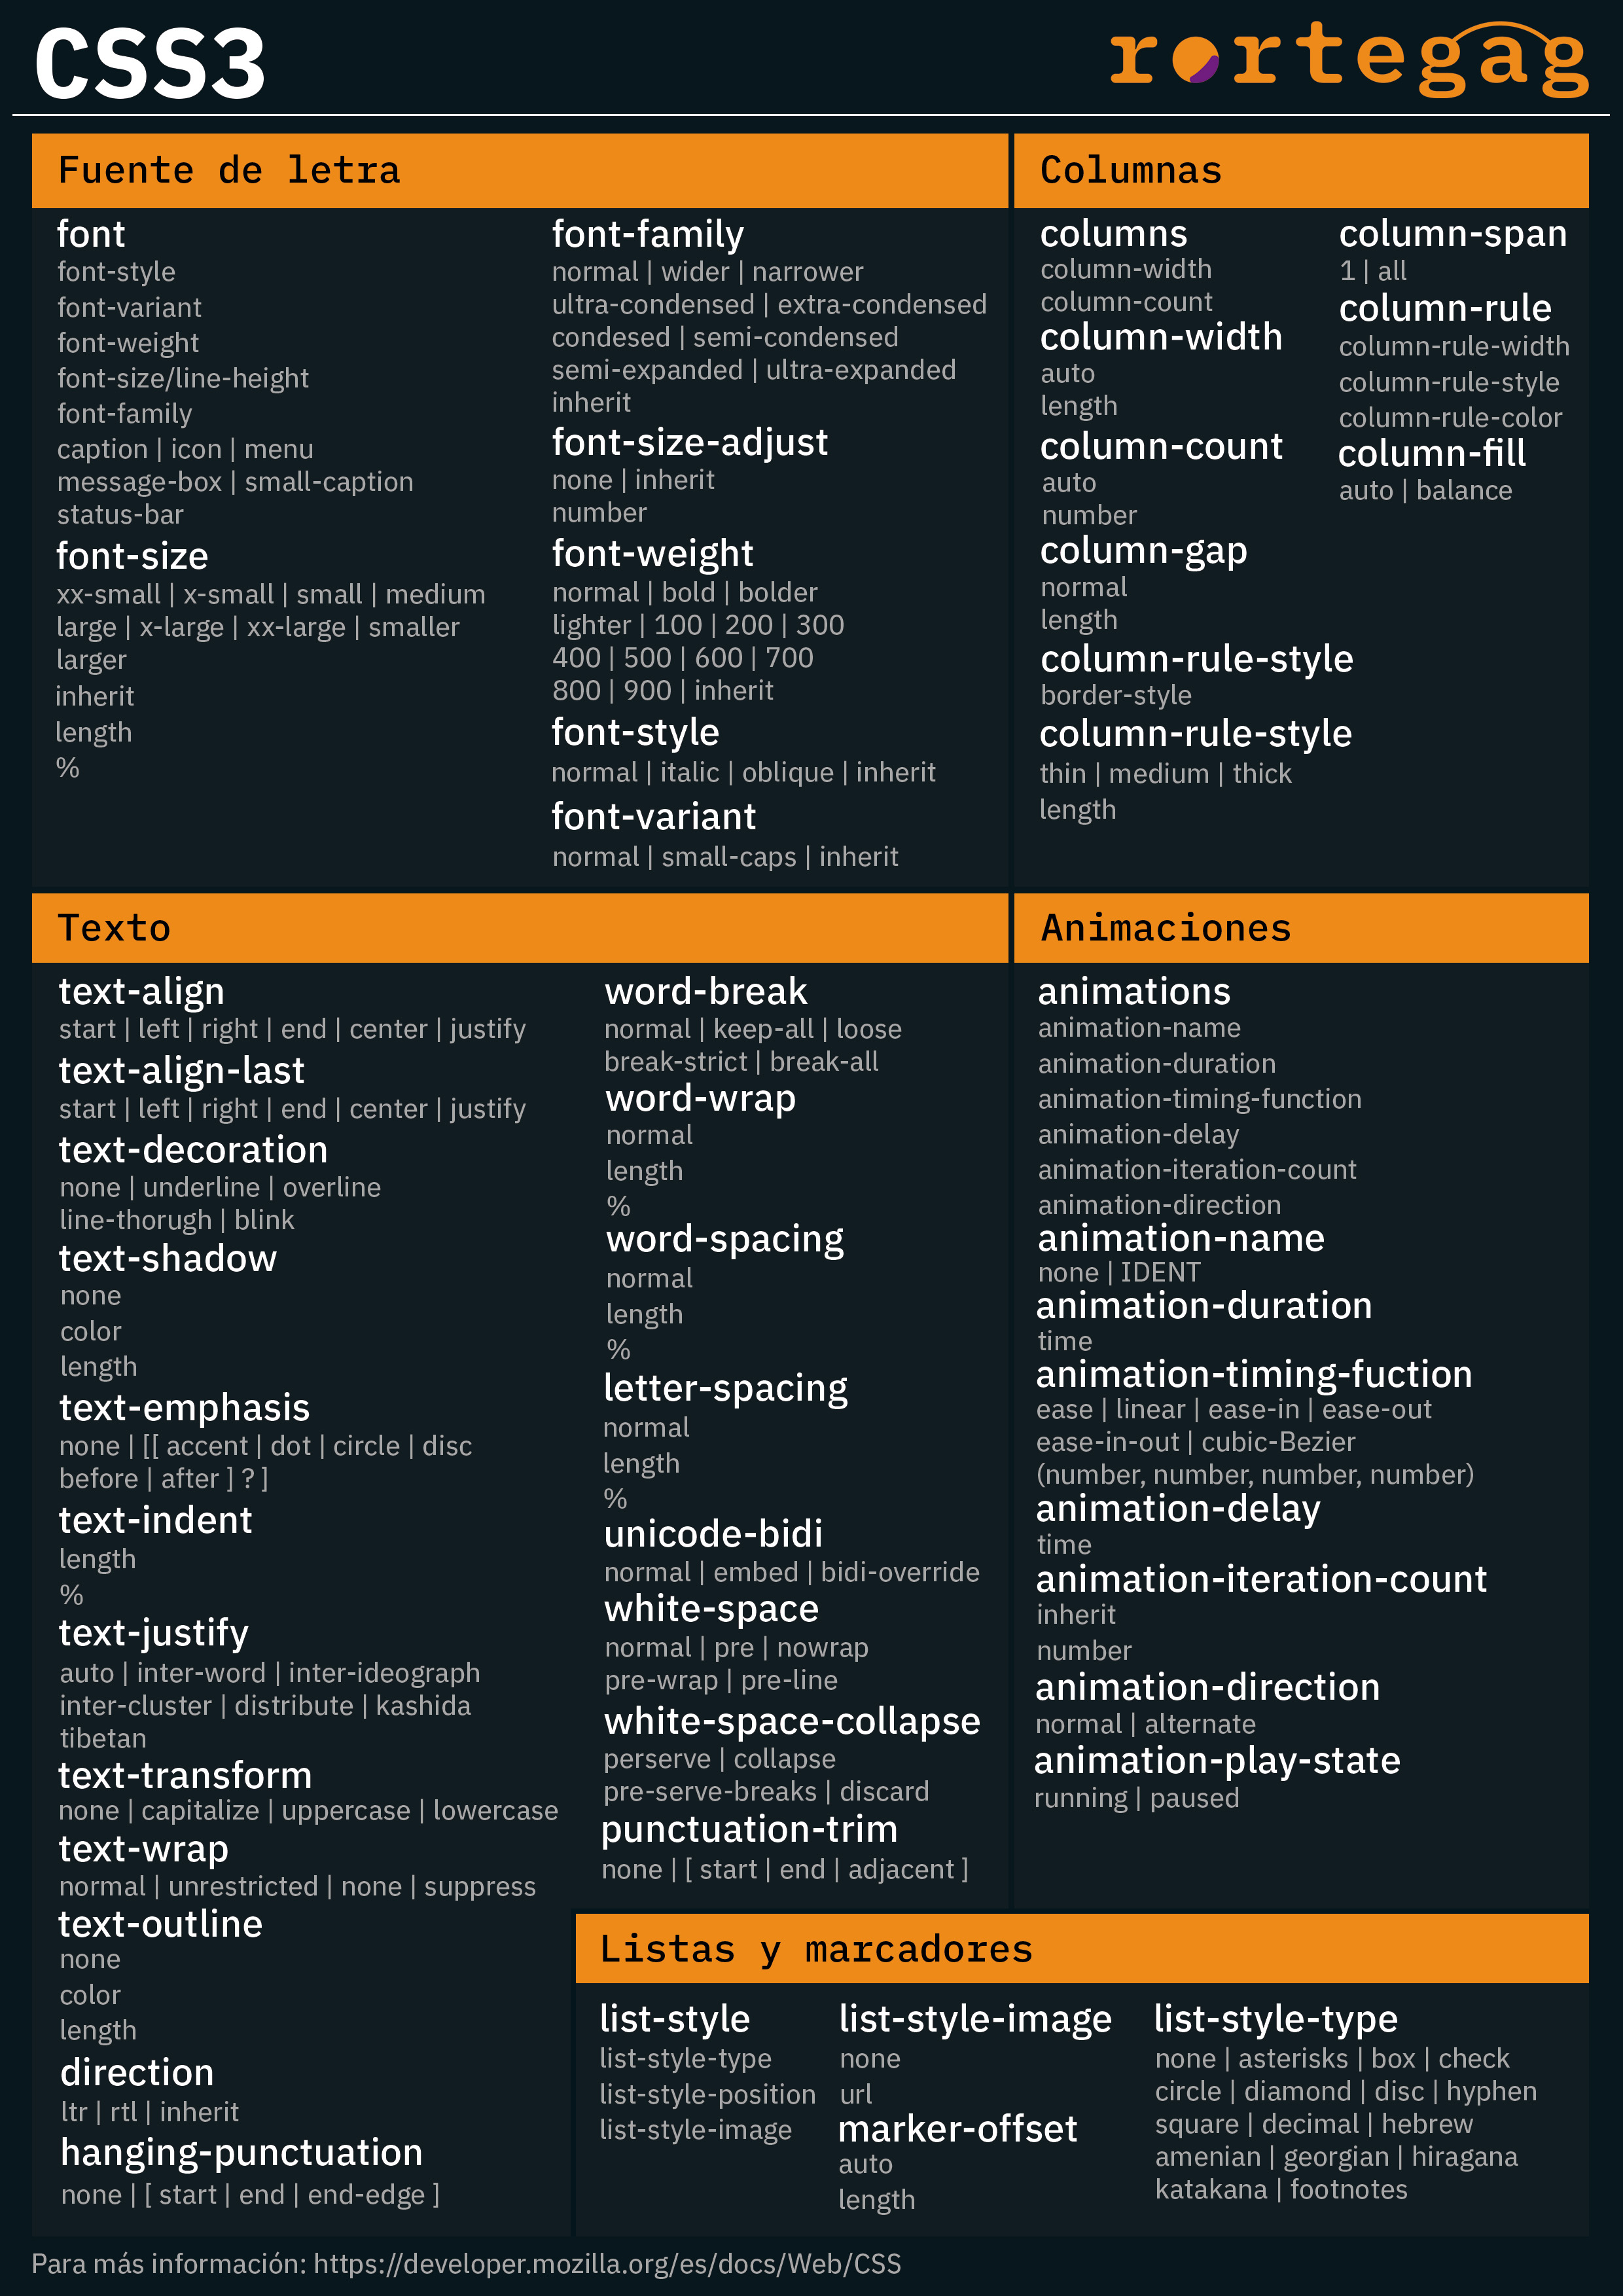 CSS3
rortegag
Fuente de letra
font
font-style
font-variant
font-weight
font-size/line-height
font-family
caption | icon | menu
message-box | small-caption
status-bar
font-size
xx-small | x-small | small | medium
large | x-large | xx-large | smaller
larger
inherit
length
%
font-family
normal | wider | narrower
ultra-condensed | extra-condensed
condesed | semi-condensed
semi-expanded | ultra-expanded
inherit
font-size-adjust
none | inherit
number
font-weight
normal | bold | bolder
lighter | 100 | 200 | 300
400 | 500 | 600 | 700
800 | 900 | inherit
font-style
normal | italic | oblique | inherit
font-variant
normal | small-caps | inherit
Columnas
columns
column-width
column-count
column-width
auto
length
column-count
auto
number
column-gap
normal
length
column-rule-style
border-style
column-rule-style
thin | medium | thick
length
column-span
1 | all
column-rule
column-rule-width
column-rule-style
column-rule-color
column-fill
auto | balance
Texto
text-align
start | left | right | end | center | justify
text-align-last
start | left | right | end | center | justify
text-decoration
none | underline | overline
line-thorugh | blink
text-shadow
none
color
length
text-emphasis
none | [[ accent | dot | circle | disc
before | after ] ? ]
text-indent
length
%
text-justify
auto | inter-word | inter-ideograph
inter-cluster | distribute | kashida
tibetan
text-transform
none | capitalize | uppercase | lowercase
text-wrap
normal | unrestricted | none | suppress
text-outline
none
color
length
direction
ltr | rtl | inherit
hanging-punctuation
none | [ start | end | end-edge ]
word-break
normal | keep-all | loose
break-strict | break-all
word-wrap
normal
length
%
word-spacing
normal
length
%
letter-spacing
normal
length
%
unicode-bidi
normal | embed | bidi-override
white-space
normal | pre | nowrap
pre-wrap | pre-line
white-space-collapse
perserve | collapse
pre-serve-breaks | discard
punctuation-trim
none | [ start | end | adjacent ]
Animaciones
animations
animation-name
animation-duration
animation-timing-function
animation-delay
animation-iteration-count
animation-direction
animation-name
none | IDENT
animation-duration
time
animation-timing-fuction
ease | linear | ease-in | ease-out
ease-in-out | cubic-Bezier
(number, number, number, number)
animation-delay
time
animation-iteration-count
inherit
number
animation-direction
normal | alternate
animation-play-state
running | paused
Listas y marcadores
list-style
list-style-type
list-style-position
list-style-image
list-style-image
none
url
marker-offset
auto
length
list-style-type
none | asterisks | box | check
circle | diamond | disc | hyphen
square | decimal | hebrew
amenian | georgian | hiragana
katakana | footnotes
Para más información: https://developer.mozilla.org/es/docs/Web/CSS